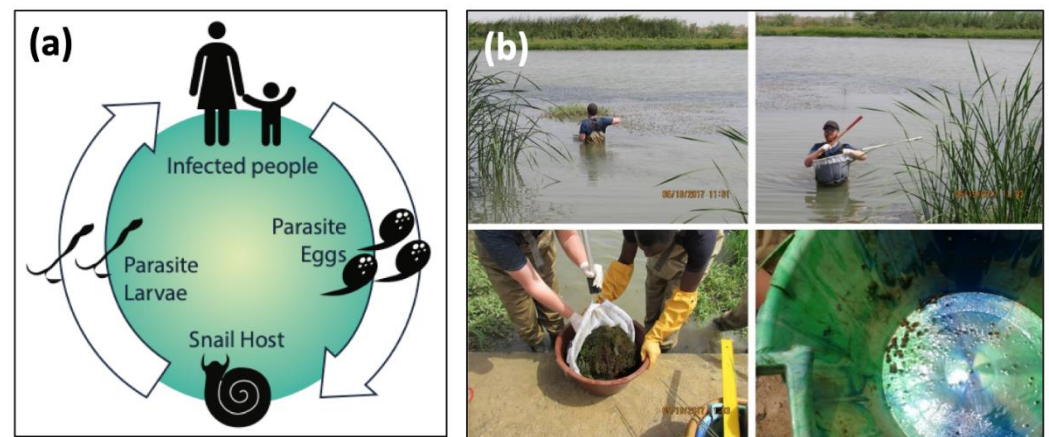 (a)
Infected people
Parasite
Eggs
Parasite
Larvae
Snail Host
(b)
06/10/2017 11:01